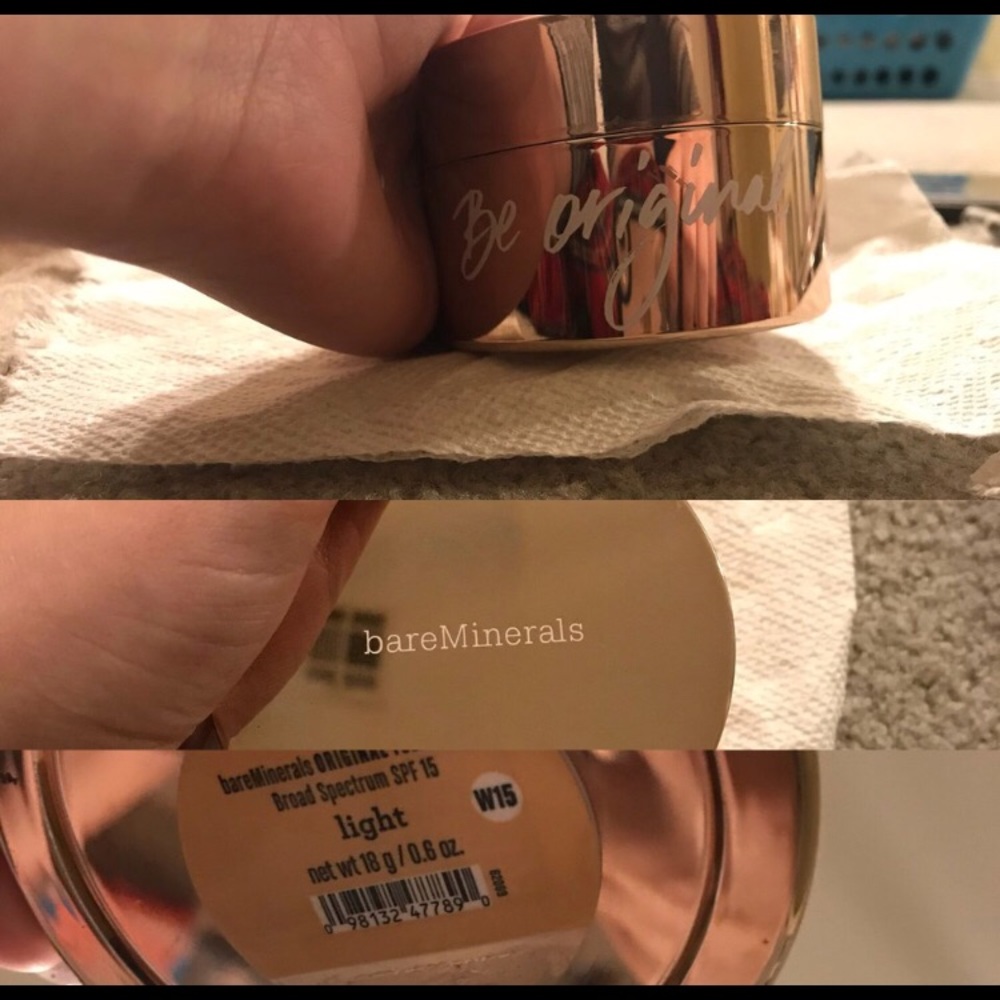 Be original
bareMinerals
bareMinerals ORIGINAL
Broad Spectrum SPF 15
W15
light
net wt 18 g / 0.6 oz.
82099
0 98132 47789 0